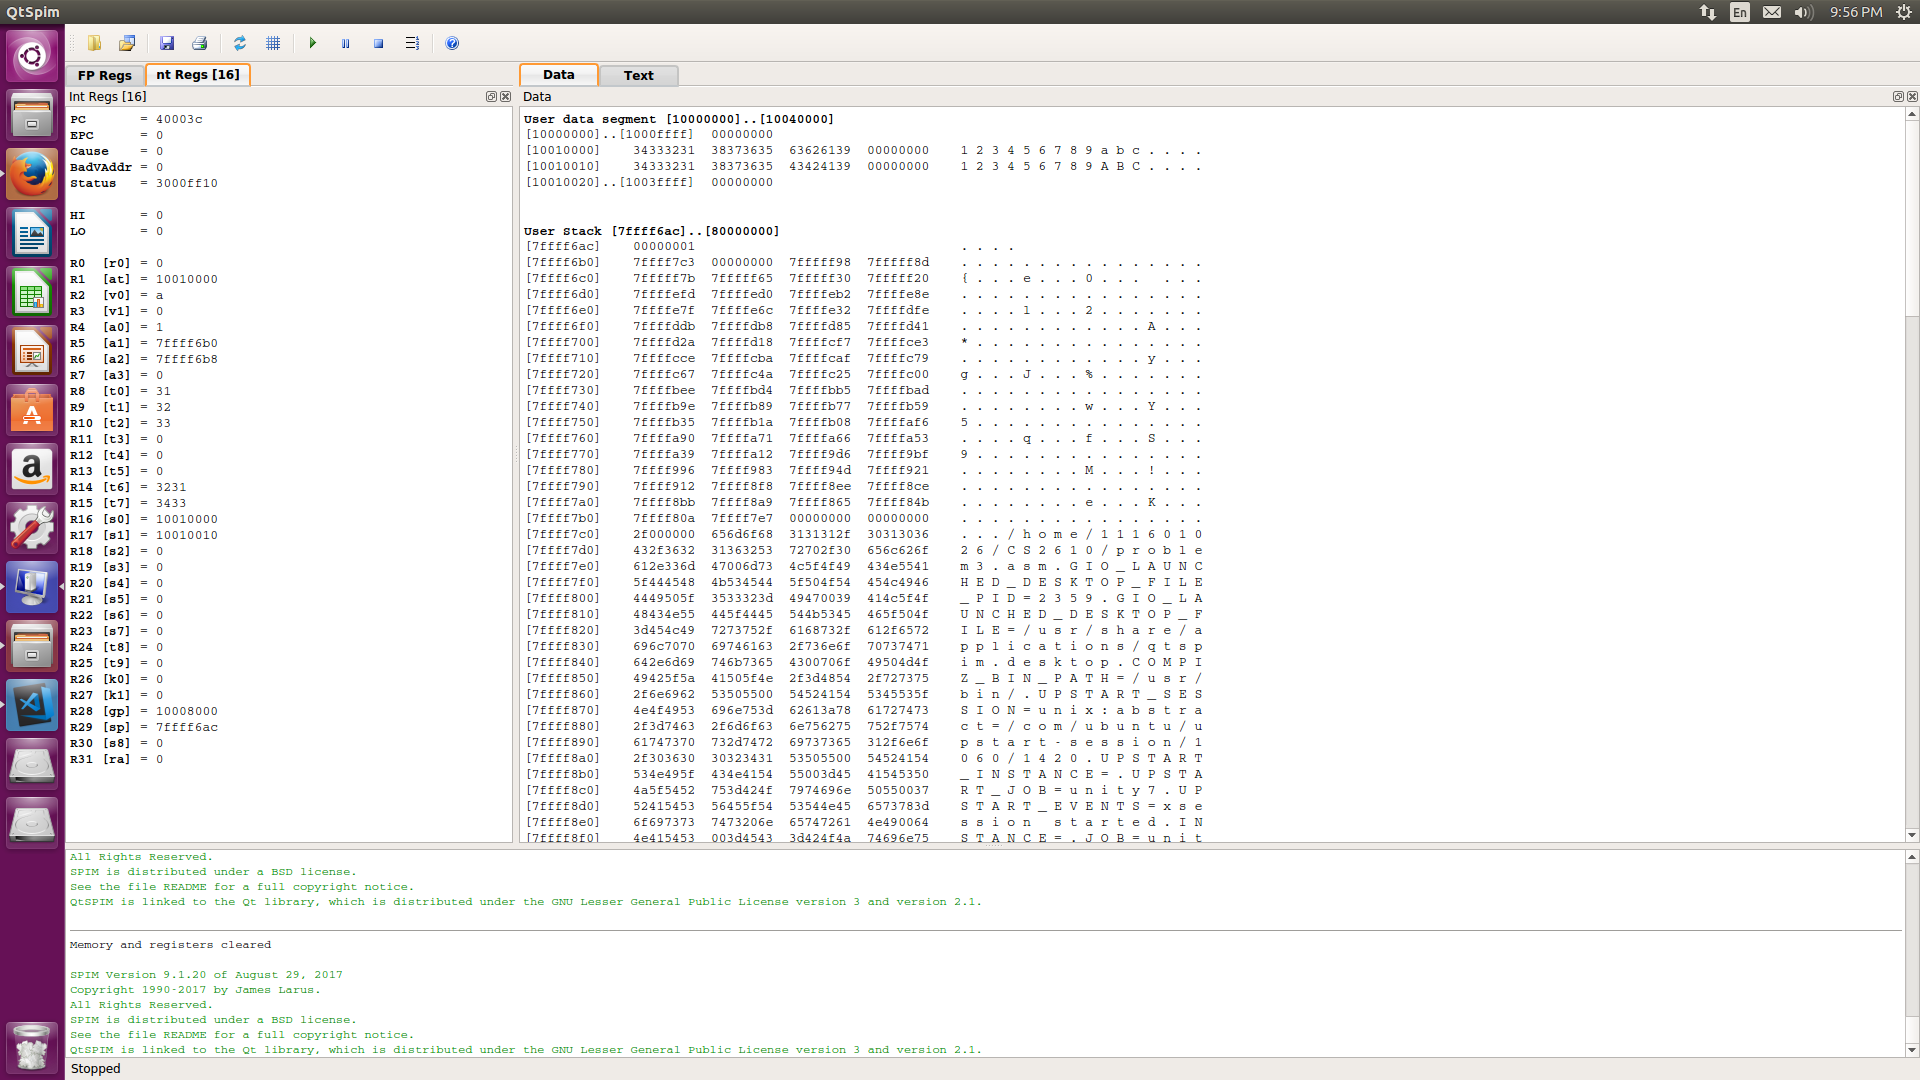 QtSpim
En
9:56 PM
FP Regs
nt Regs [16]
Int Regs [16]
PC = 40003c
EPC = 0
Cause = 0
BadVAddr = 0
Status = 3000ff10
HI = 0
LO = 0
R0 [r0] = 0
R1 [at] = 10010000
R2 [v0] = a
R3 [v1] = 0
R4 [a0] = 1
R5 [a1] = 7ffff6b0
R6 [a2] = 7ffff6b8
R7 [a3] = 0
R8 [t0] = 31
R9 [t1] = 32
R10 [t2] = 33
R11 [t3] = 0
R12 [t4] = 0
R13 [t5] = 0
R14 [t6] = 3231
R15 [t7] = 3433
R16 [s0] = 10010000
R17 [s1] = 10010010
R18 [s2] = 0
R19 [s3] = 0
R20 [s4] = 0
R21 [s5] = 0
R22 [s6] = 0
R23 [s7] = 0
R24 [t8] = 0
R25 [t9] = 0
R26 [k0] = 0
R27 [k1] = 0
R28 [gp] = 10008000
R29 [sp] = 7ffff6ac
R30 [s8] = 0
R31 [ra] = 0
Data
Text
Data
User data segment [10000000]..[10040000]
[10000000]..[1000ffff] 00000000
[10010000] 34333231 38373635 63626139 00000000 1 2 3 4 5 6 7 8 9 a b c . . . .
[10010010] 34333231 38373635 43424139 00000000 1 2 3 4 5 6 7 8 9 A B C . . . .
[10010020]..[1003ffff] 00000000
User Stack [7ffff6ac]..[80000000]
[7ffff6ac] 00000001 . . . .
[7ffff6b0] 7ffff7c3 00000000 7fffff98 7fffff8d . . . . . . . . . . . . . . . .
[7ffff6c0] 7fffff7b 7fffff65 7fffff30 7fffff20 { . . . e . . . 0 . . .   . . .
[7ffff6d0] 7ffffefd 7ffffed0 7ffffeb2 7ffffe8e . . . . . . . . . . . . . . . .
[7ffff6e0] 7ffffe7f 7ffffe6c 7ffffe32 7ffffdfe . . . . l . . . 2 . . . . . . .
[7ffff6f0] 7ffffddb 7ffffdb8 7ffffd85 7ffffd41 . . . . . . . . . . . . A . . .
[7ffff700] 7ffffd2a 7ffffd18 7ffffcf7 7ffffce3 * . . . . . . . . . . . . . . .
[7ffff710] 7ffffcce 7ffffcba 7ffffcaf 7ffffc79 . . . . . . . . . . . . y . . .
[7ffff720] 7ffffc67 7ffffc4a 7ffffc25 7ffffc00 g . . . J . . . % . . . . . . .
[7ffff730] 7ffffbee 7ffffbd4 7ffffbb5 7ffffbad . . . . . . . . . . . . . . . .
[7ffff740] 7ffffb9e 7ffffb89 7ffffb77 7ffffb59 . . . . . . . . w . . . Y . . .
[7ffff750] 7ffffb35 7ffffb1a 7ffffb08 7ffffaf6 5 . . . . . . . . . . . . . . .
[7ffff760] 7ffffa90 7ffffa71 7ffffa66 7ffffa53 . . . . q . . . f . . . S . . .
[7ffff770] 7ffffa39 7ffffa12 7ffff9d6 7ffff9bf 9 . . . . . . . . . . . . . . .
[7ffff780] 7ffff996 7ffff983 7ffff94d 7ffff921 . . . . . . . . M . . . ! . . .
[7ffff790] 7ffff912 7ffff8f8 7ffff8ee 7ffff8ce . . . . . . . . . . . . . . . .
[7ffff7a0] 7ffff8bb 7ffff8a9 7ffff865 7ffff84b . . . . . . . . e . . . K . . .
[7ffff7b0] 7ffff80a 7ffff7e7 00000000 00000000 . . . . . . . . . . . . . . . .
[7ffff7c0] 2f000000 656d6f68 3131312f 30313036 . . . / h o m e / 1 1 1 6 0 1 0
[7ffff7d0] 432f3632 31363253 72702f30 656c626f 2 6 / C S 2 6 1 0 / p r o b l e
[7ffff7e0] 612e336d 47006d73 4c5f4f49 434e5541 m 3 . a s m . G I O _ L A U N C
[7ffff7f0] 5f444548 4b534544 5f504f54 454c4946 H E D _ D E S K T O P _ F I L E
[7ffff800] 4449505f 3533323d 49470039 414c5f4f _ P I D = 2 3 5 9 . G I O _ L A
[7ffff810] 48434e55 445f4445 544b5345 465f504f U N C H E D _ D E S K T O P _ F
[7ffff820] 3d454c49 7273752f 6168732f 612f6572 I L E = / u s r / s h a r e / a
[7ffff830] 696c7070 69746163 2f736e6f 70737471 p p l i c a t i o n s / q t s p
[7ffff840] 642e6d69 746b7365 4300706f 49504d4f i m . d e s k t o p . C O M P I
[7ffff850] 49425f5a 41505f4e 2f3d4854 2f727375 Z _ B I N _ P A T H = / u s r /
[7ffff860] 2f6e6962 53505500 54524154 5345535f b i n / . U P S T A R T _ S E S
[7ffff870] 4e4f4953 696e753d 62613a78 61727473 S I O N = u n i x : a b s t r a
[7ffff880] 2f3d7463 2f6d6f63 6e756275 752f7574 c t = / c o m / u b u n t u / u
[7ffff890] 61747370 732d7472 69737365 312f6e6f p s t a r t - s e s s i o n / 1
[7ffff8a0] 2f303630 30323431 53505500 54524154 0 6 0 / 1 4 2 0 . U P S T A R T
[7ffff8b0] 534e495f 434e4154 55003d45 41545350 _ I N S T A N C E = . U P S T A
[7ffff8c0] 4a5f5452 753d424f 7974696e 50550037 R T _ J O B = u n i t y 7 . U P
[7ffff8d0] 52415453 56455f54 53544e45 6573783d S T A R T _ E V E N T S = x s e
[7ffff8e0] 6f697373 7473206e 65747261 4e490064 s s i o n   s t a r t e d . I N
[7ffff8f0] 4e415453 003d4543 3d424f4a 74696e75 S T A N C E = . J O B = u n i t
All Rights Reserved.
SPIM is distributed under a BSD license.
See the file README for a full copyright notice.
QtSPIM is linked to the Qt library, which is distributed under the GNU Lesser General Public License version 3 and version 2.1.
Memory and registers cleared
SPIM Version 9.1.20 of August 29, 2017
Copyright 1990-2017 by James Larus.
All Rights Reserved.
SPIM is distributed under a BSD license.
See the file README for a full copyright notice.
QtSPIM is linked to the Qt library, which is distributed under the GNU Lesser General Public License version 3 and version 2.1.
Stopped